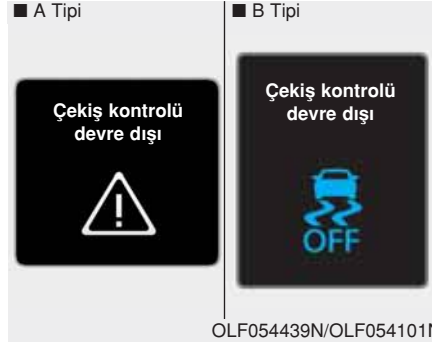 ■ A Tipi
Çekiş kontrolü
devre dışı
■ B Tipi
Çekiş kontrolü
devre dışı
OFF
OLF054439N/OLF054101N